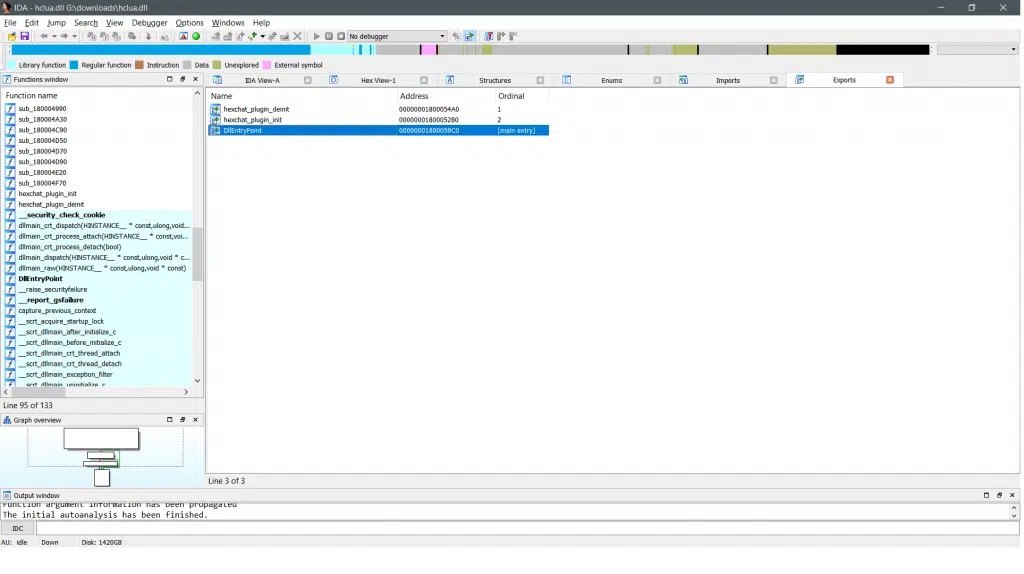 IDA - hclua.dll G:\downloads\hclua.dll
File Edit Jump Search View Debugger Options Windows Help
No debugger
Library function Regular function Instruction Data Unexplored External symbol
Functions window
IDA View-A Hex View-1 Structures Enums Imports Exports
Function name
sub_180004990
sub_180004A30
sub_180004C90
sub_180004D50
sub_180004D70
sub_180004D90
sub_180004E20
sub_180004F70
hexchat_plugin_init
hexchat_plugin_deinit
__security_check_cookie
dllmain_crt_dispatch(HINSTANCE__ * const,ulong,void...
dllmain_crt_process_attach(HINSTANCE__ * const,voi...
dllmain_crt_process_detach(bool)
dllmain_dispatch(HINSTANCE__ * const,ulong,void * c...
dllmain_raw(HINSTANCE__ * const,ulong,void * const)
DllEntryPoint
__raise_securityfailure
__report_gsfailure
capture_previous_context
__scrt_acquire_startup_lock
__scrt_dllmain_after_initialize_c
__scrt_dllmain_before_initialize_c
__scrt_dllmain_crt_thread_attach
__scrt_dllmain_crt_thread_detach
__scrt_dllmain_exception_filter
__scrt_dllmain_uninitialize_c
Line 95 of 133
Graph overview
Name Address Ordinal
hexchat_plugin_deinit 00000001800054A0 1
hexchat_plugin_init 0000000180005280 2
DllEntryPoint 00000001800059C0 [main entry]
Line 3 of 3
Output window
Function argument information has been propagated
The initial autoanalysis has been finished.
IDC
AU: idle Down Disk: 1420GB